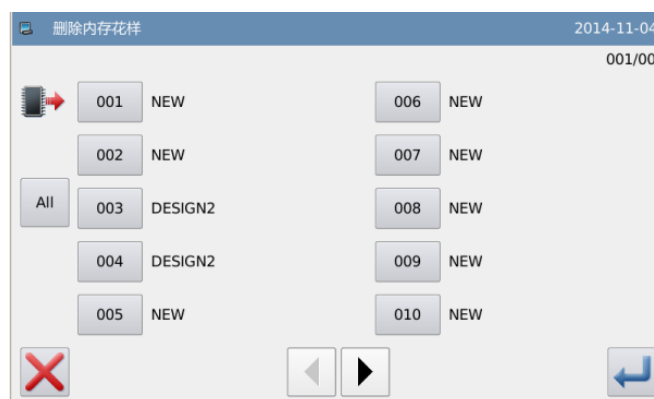 删除内存花样 2014-11-04
001/00
001 NEW 006 NEW
002 NEW 007 NEW
All
003 DESIGN2 008 NEW
004 DESIGN2 009 NEW
005 NEW 010 NEW